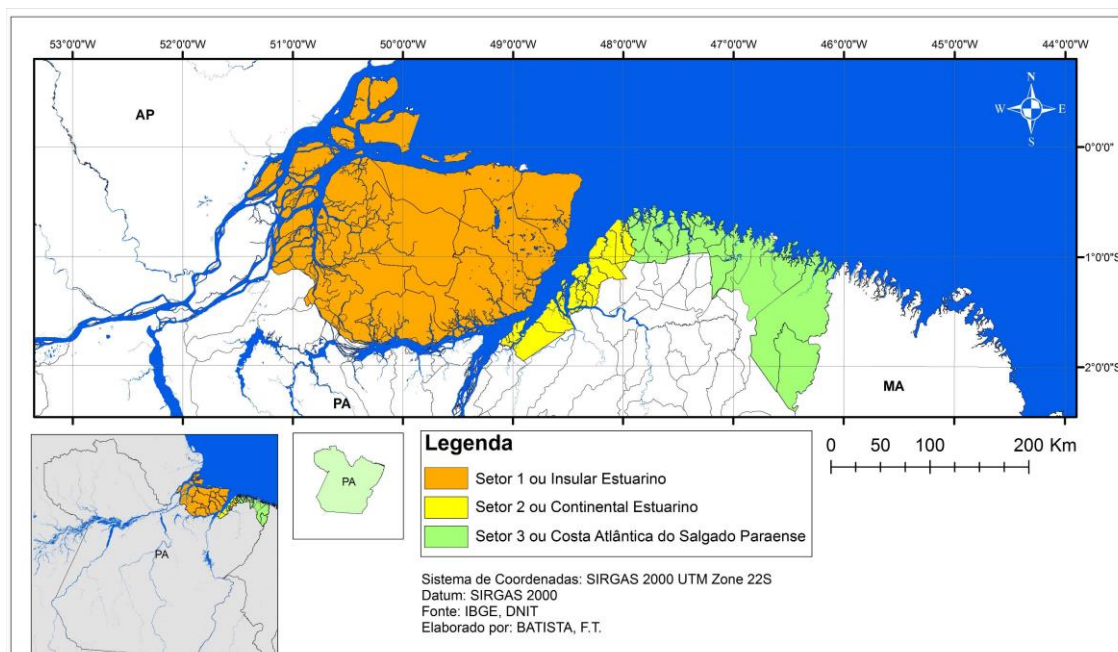 53°0'0"W 52°0'0"W 51°0'0"W 50°0'0"W 49°0'0"W 48°0'0"W 47°0'0"W 46°0'0"W 45°0'0"W 44°0'0"W
N
W E
S
AP
0°0'0"
1°0'0"S
2°0'0"S
PA
MA
PA
PA
Legenda
Setor 1 ou Insular Estuarino
Setor 2 ou Continental Estuarino
Setor 3 ou Costa Atlântica do Salgado Paraense
0 50 100 200 Km
Sistema de Coordenadas: SIRGAS 2000 UTM Zone 22S
Datum: SIRGAS 2000
Fonte: IBGE, DNIT
Elaborado por: BATISTA, F.T.